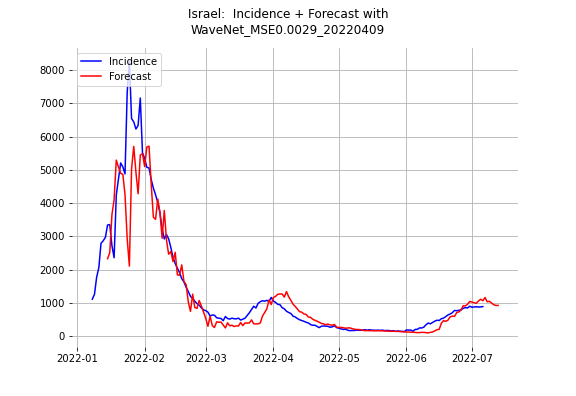 Israel:  Incidence + Forecast with
WaveNet_MSE0.0029_20220409
Incidence
Forecast
8000
7000
6000
5000
4000
3000
2000
1000
0
2022-01 2022-02 2022-03 2022-04 2022-05 2022-06 2022-07